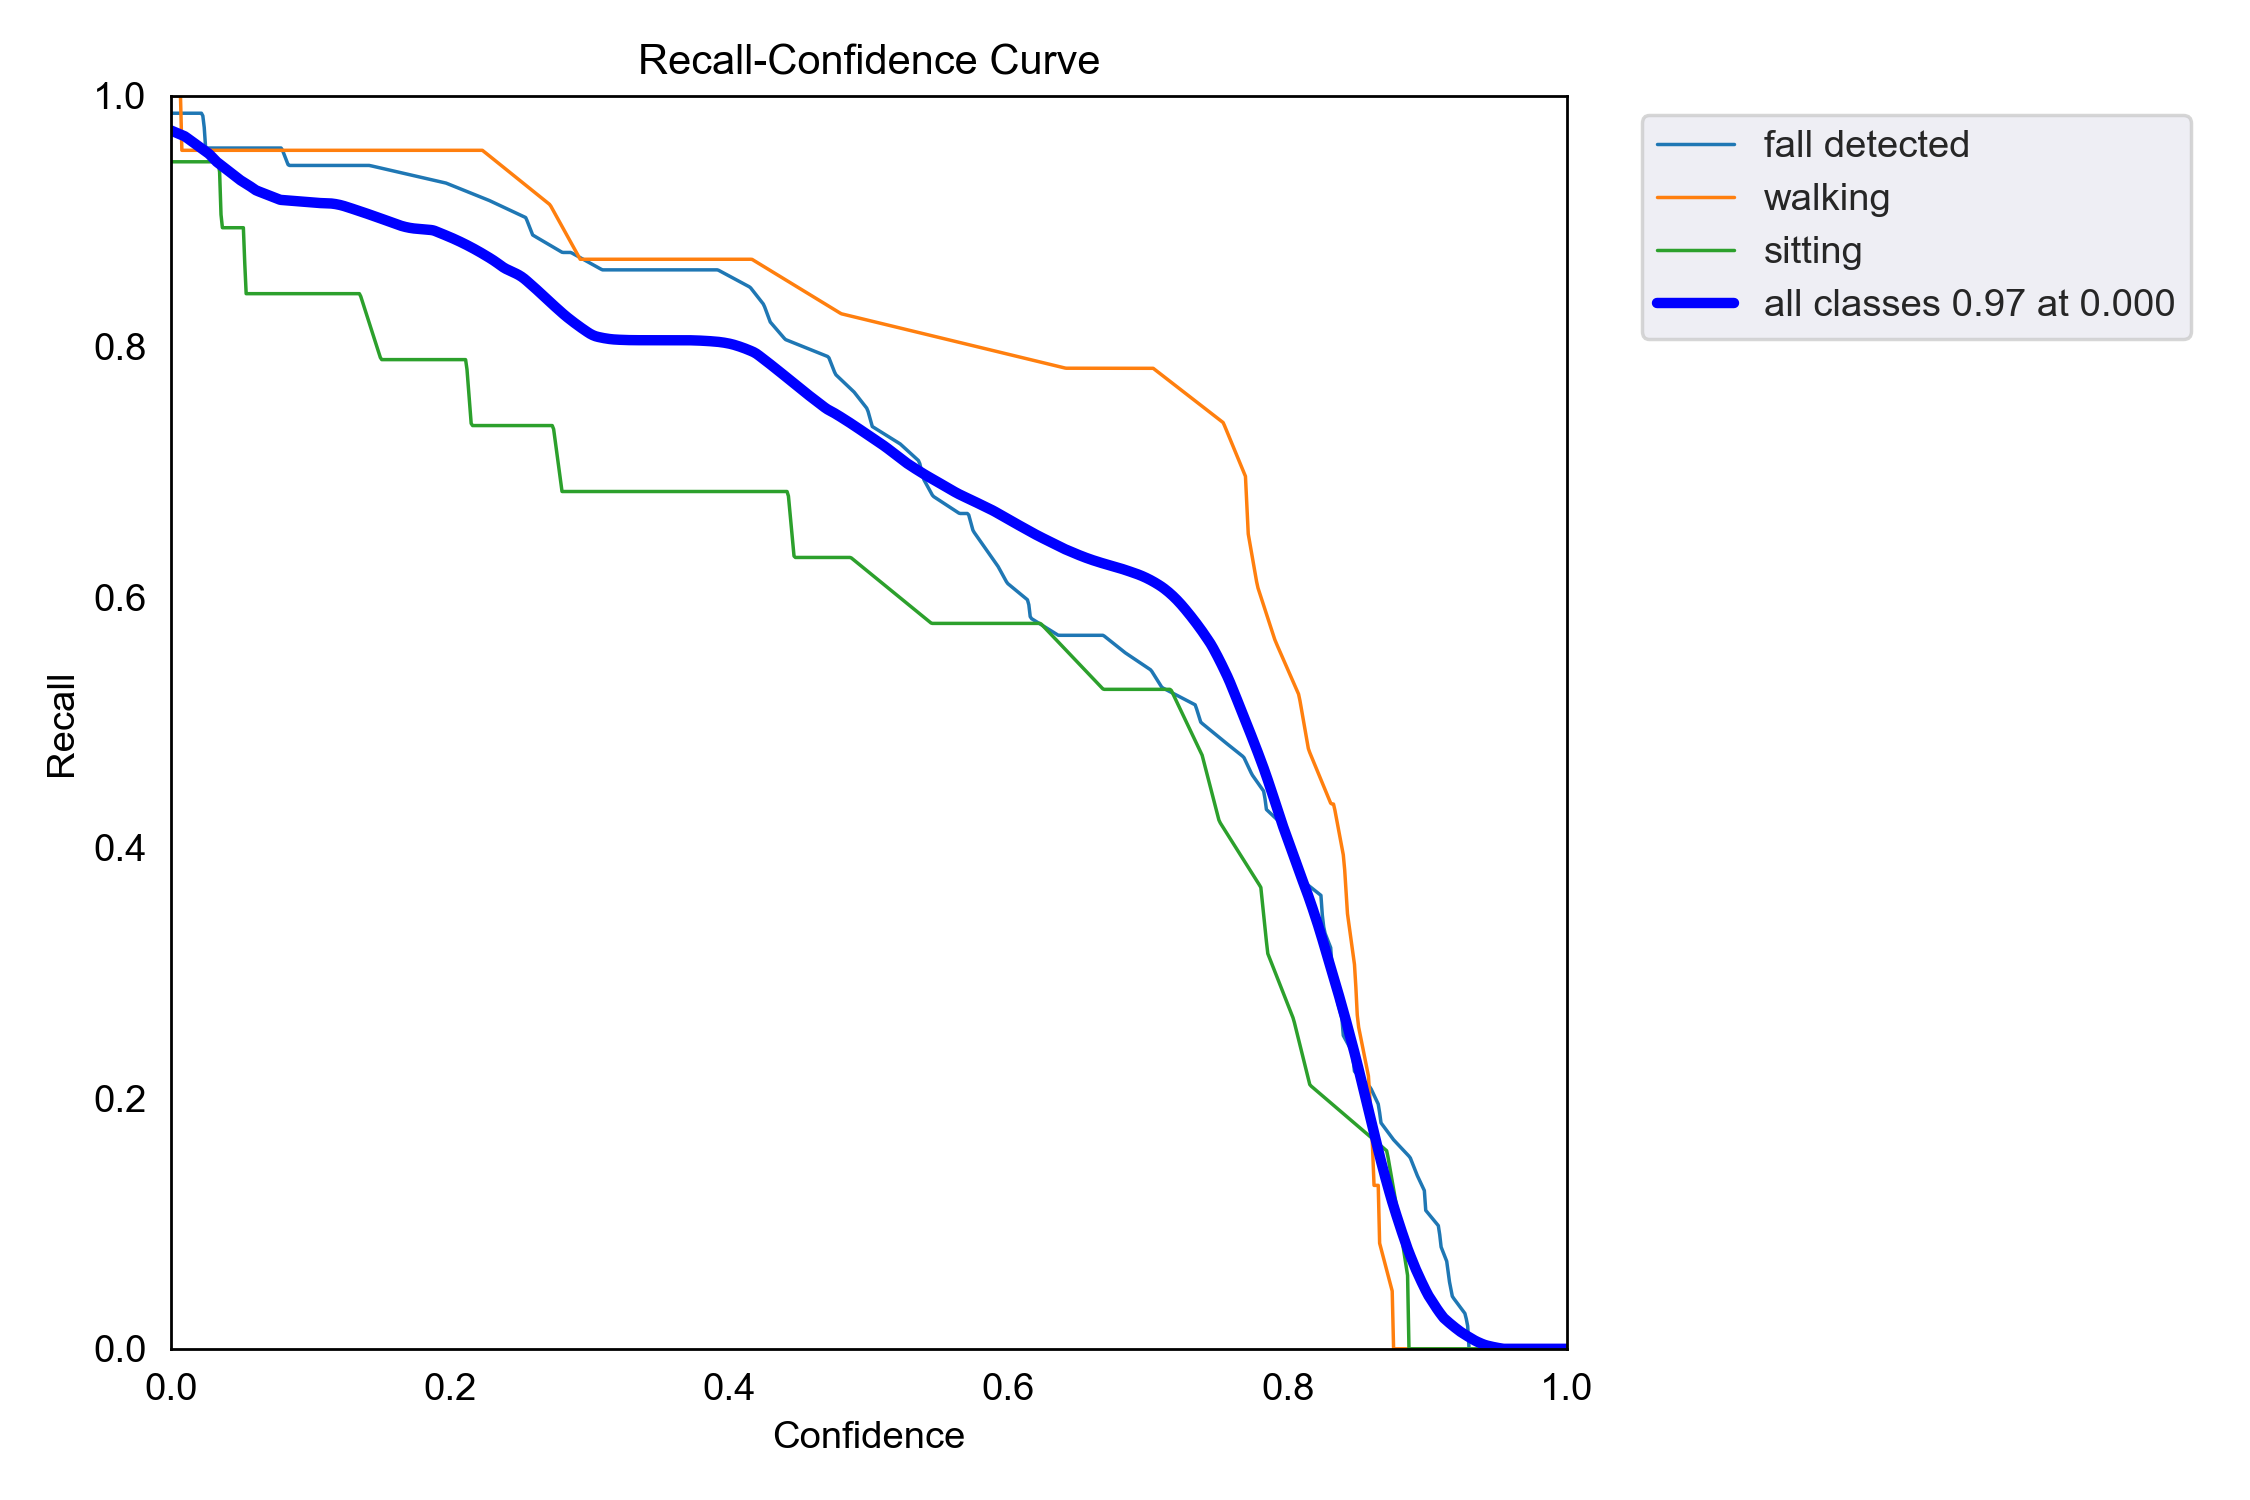 Recall-Confidence Curve
1.0
0.8
0.6
0.4
0.2
0.0
Recall
0.0 0.2 0.4 0.6 0.8 1.0
Confidence
fall detected
walking
sitting
all classes 0.97 at 0.000